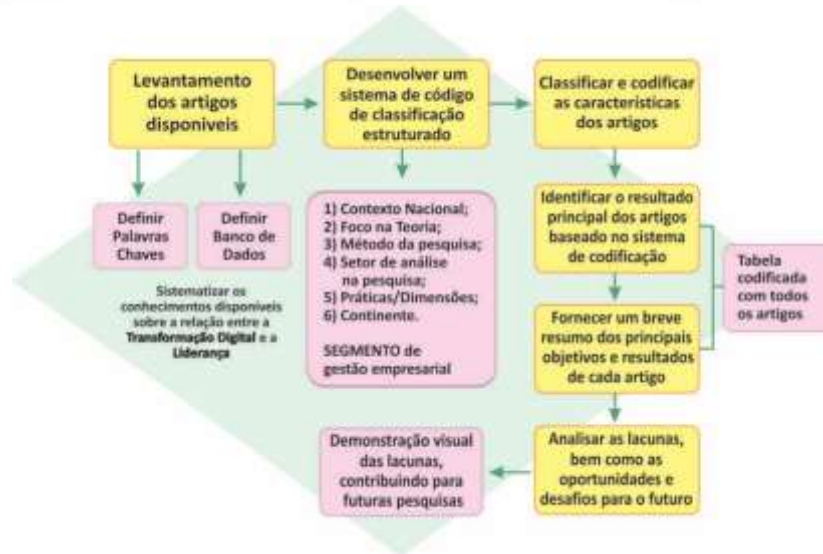 Levantamento
dos artigos
disponiveis
Desenvolver um
sistema de código
de classificação
estruturado
Classificar e codificar
as características
dos artigos
Definir
Palavras
Chaves
Definir
Banco de
Dados
Sistematizar os
conhecimentos disponíveis
sobre a relação entre a
Transformação Digital e a
Liderança
1) Contexto Nacional;
2) Foco na Teoria;
3) Método da pesquisa;
4) Setor de análise
na pesquisa;
5) Práticas/Dimensões;
6) Continente.
SEGMENTO de
gestão empresarial
Identificar o resultado
principal dos artigos
baseado no sistema
de codificação
Tabela
codificada
com todos
os artigos
Fornecer um breve
resumo dos principais
objetivos e resultados
de cada artigo
Demonstração visual
das lacunas,
contribuindo para
futuras pesquisas
Analisar as lacunas,
bem como as
oportunidades e
desafios para o futuro